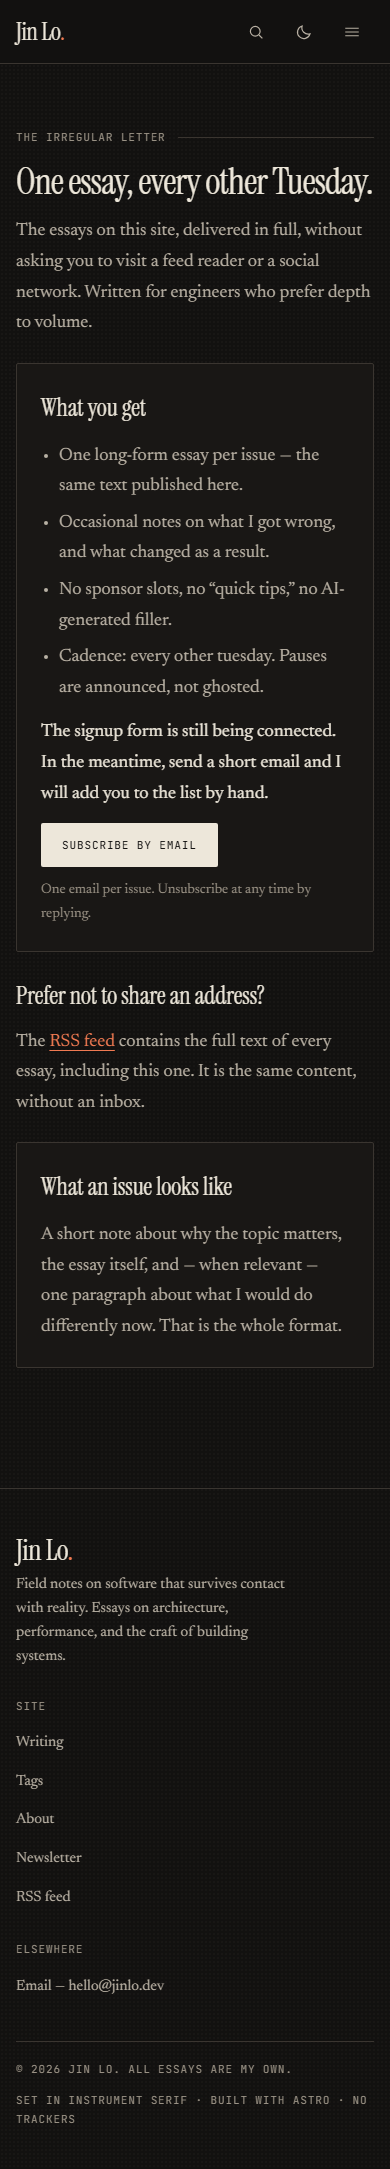 Jin Lo.
THE IRREGULAR LETTER
One essay, every other Tuesday.
The essays on this site, delivered in full, without
asking you to visit a feed reader or a social
network. Written for engineers who prefer depth
to volume.
What you get
• One long-form essay per issue — the
same text published here.
• Occasional notes on what I got wrong,
and what changed as a result.
• No sponsor slots, no “quick tips,” no AI-
generated filler.
• Cadence: every other tuesday. Pauses
are announced, not ghosted.
The signup form is still being connected.
In the meantime, send a short email and I
will add you to the list by hand.
SUBSCRIBE BY EMAIL
One email per issue. Unsubscribe at any time by
replying.
Prefer not to share an address?
The RSS feed contains the full text of every
essay, including this one. It is the same content,
without an inbox.
What an issue looks like
A short note about why the topic matters,
the essay itself, and — when relevant —
one paragraph about what I would do
differently now. That is the whole format.
Jin Lo.
Field notes on software that survives contact
with reality. Essays on architecture,
performance, and the craft of building
systems.
SITE
Writing
Tags
About
Newsletter
RSS feed
ELSEWHERE
Email — hello@jinlo.dev
© 2026 JIN LO. ALL ESSAYS ARE MY OWN.
SET IN INSTRUMENT SERIF · BUILT WITH ASTRO · NO
TRACKERS